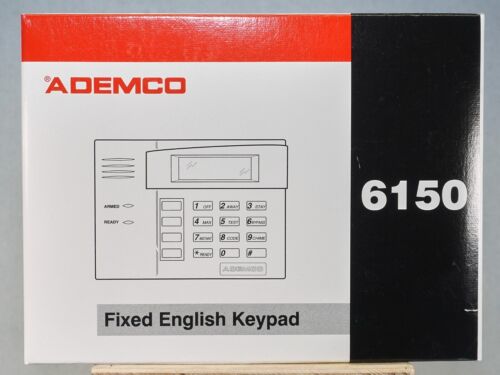 ®ADEMCO
6150
ARMED
READY
1 OFF 2 AWAY 3 STAY
4 MAX 5 TEST 6 BYPASS
7 INSTANT 8 CODE 9 CHIME
* READY 0 #
ADEMCO
Fixed English Keypad